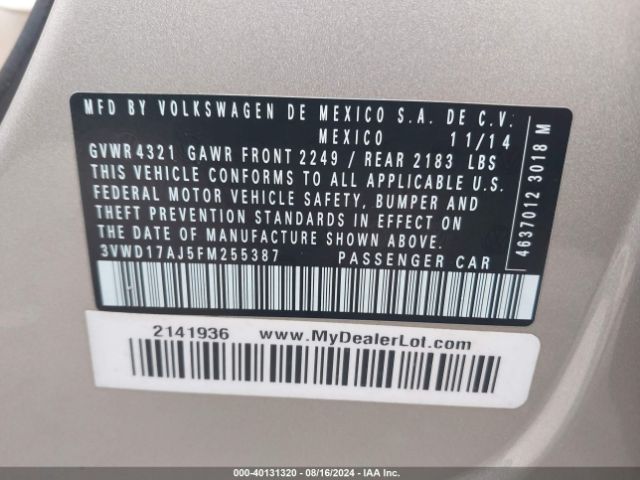 MFD BY VOLKSWAGEN DE MEXICO S.A. DE C.V.
MEXICO 11/14
GVWR 4321 GAWR FRONT 2249 / REAR 2183 LBS
THIS VEHICLE CONFORMS TO ALL APPLICABLE U.S.
FEDERAL MOTOR VEHICLE SAFETY, BUMPER AND
THEFT PREVENTION STANDARDS IN EFFECT ON
THE DATE OF MANUFACTURE SHOWN ABOVE.
3VWD17AJ5FM255387 PASSENGER CAR
4637012 3018 M
2141936 www.MyDealerLot.com
000-40131320 - 08/16/2024 - IAA Inc.